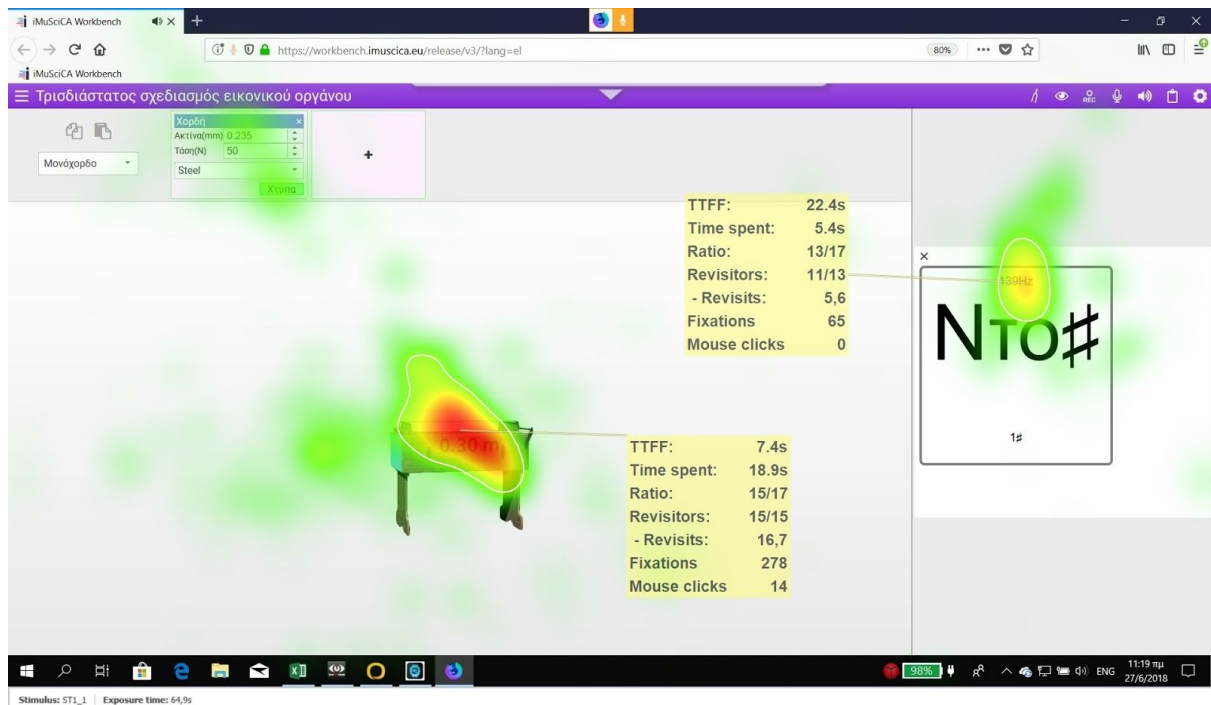 iMuSciCA Workbench
https://workbench.imuscica.eu/release/v3/?lang=el
80%
iMuSciCA Workbench
Τρισδιάστατος σχεδιασμός εικονικού οργάνου
REC
Μονόχορδο
Χορδή
Ακτίνα(mm) 0.235
Τάση(N) 50
Steel
Χτύπα
+
TTFF: 22.4s
Time spent: 5.4s
Ratio: 13/17
Revisitors: 11/13
- Revisits: 5,6
Fixations 65
Mouse clicks 0
139Hz
Ντο#
1#
0.30 m
TTFF: 7.4s
Time spent: 18.9s
Ratio: 15/17
Revisitors: 15/15
- Revisits: 16,7
Fixations 278
Mouse clicks 14
98%
ENG
11:19 πμ
27/6/2018
Stimulus: ST1_1 | Exposure time: 64,9s